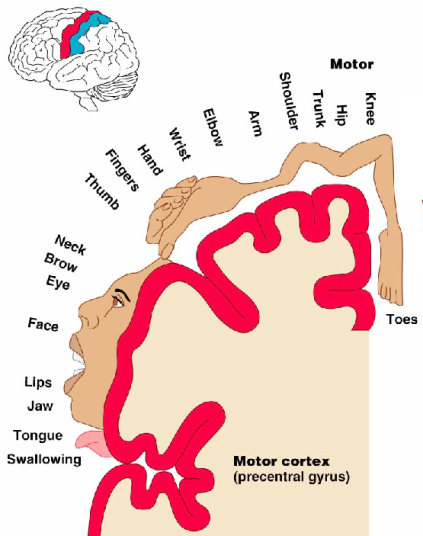 Motor
Knee
Hip
Trunk
Shoulder
Arm
Elbow
Wrist
Hand
Fingers
Thumb
Neck
Brow
Eye
Face
Lips
Jaw
Tongue
Swallowing
Toes
Motor cortex
(precentral gyrus)